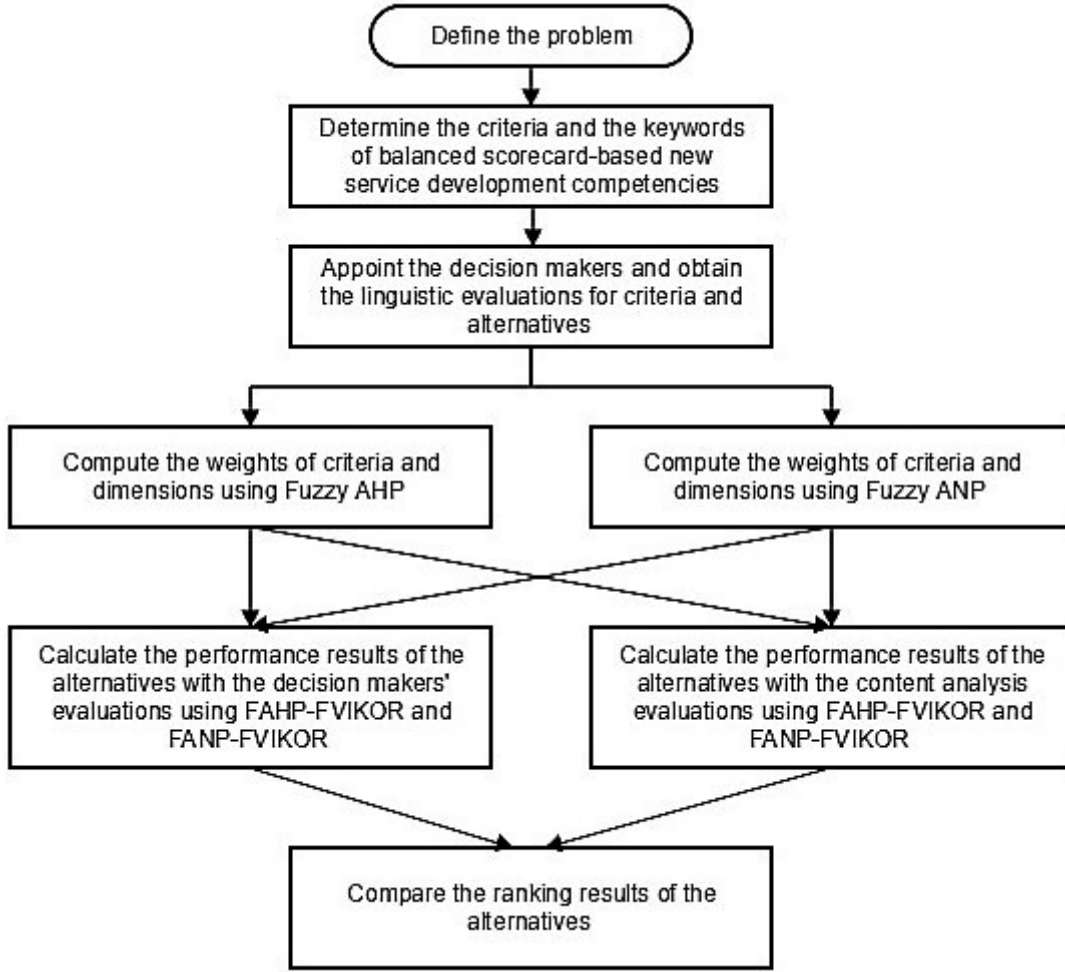 Define the problem
Determine the criteria and the keywords
of balanced scorecard-based new
service development competencies
Appoint the decision makers and obtain
the linguistic evaluations for criteria and
alternatives
Compute the weights of criteria and
dimensions using Fuzzy AHP
Compute the weights of criteria and
dimensions using Fuzzy ANP
Calculate the performance results of the
alternatives with the decision makers'
evaluations using FAHP-FVIKOR and
FANP-FVIKOR
Calculate the performance results of the
alternatives with the content analysis
evaluations using FAHP-FVIKOR and
FANP-FVIKOR
Compare the ranking results of the
alternatives